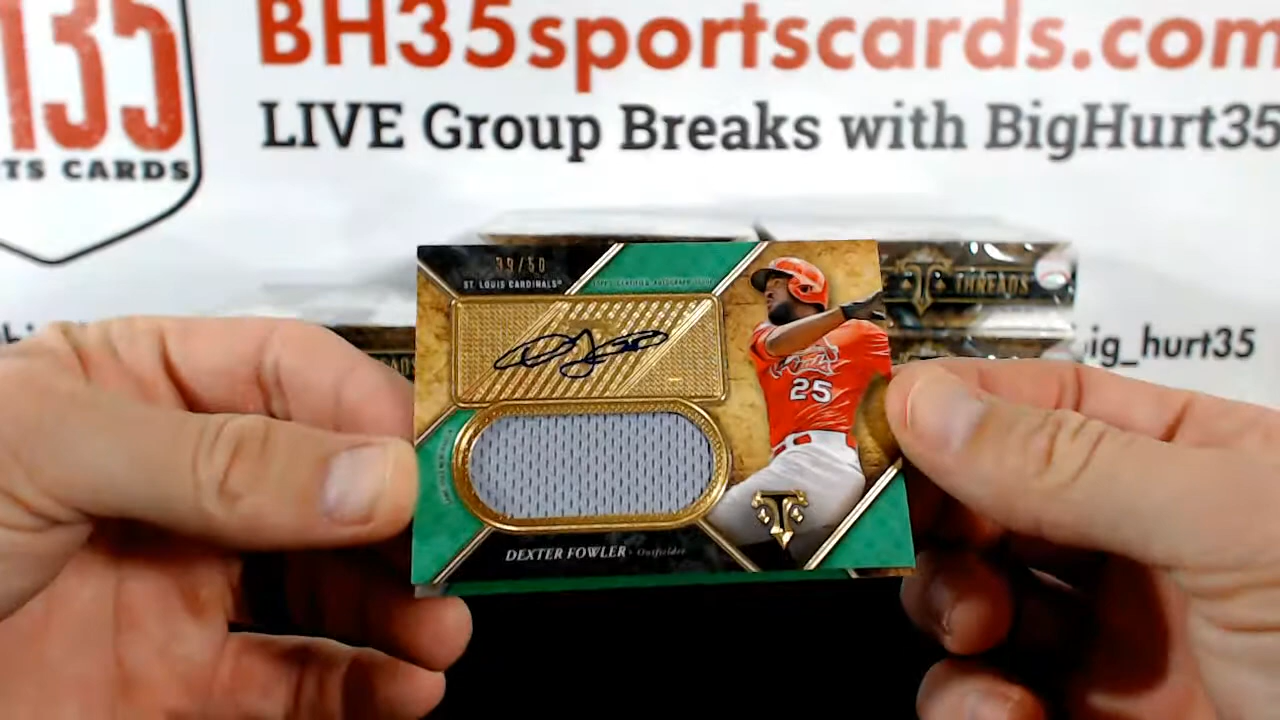 135
TS CARDS
BH35sportscards.com
LIVE Group Breaks with BigHurt35
39/50
ST. LOUIS CARDINALS
THREADS
big_hurt35
25
DEXTER FOWLER • Outfielder